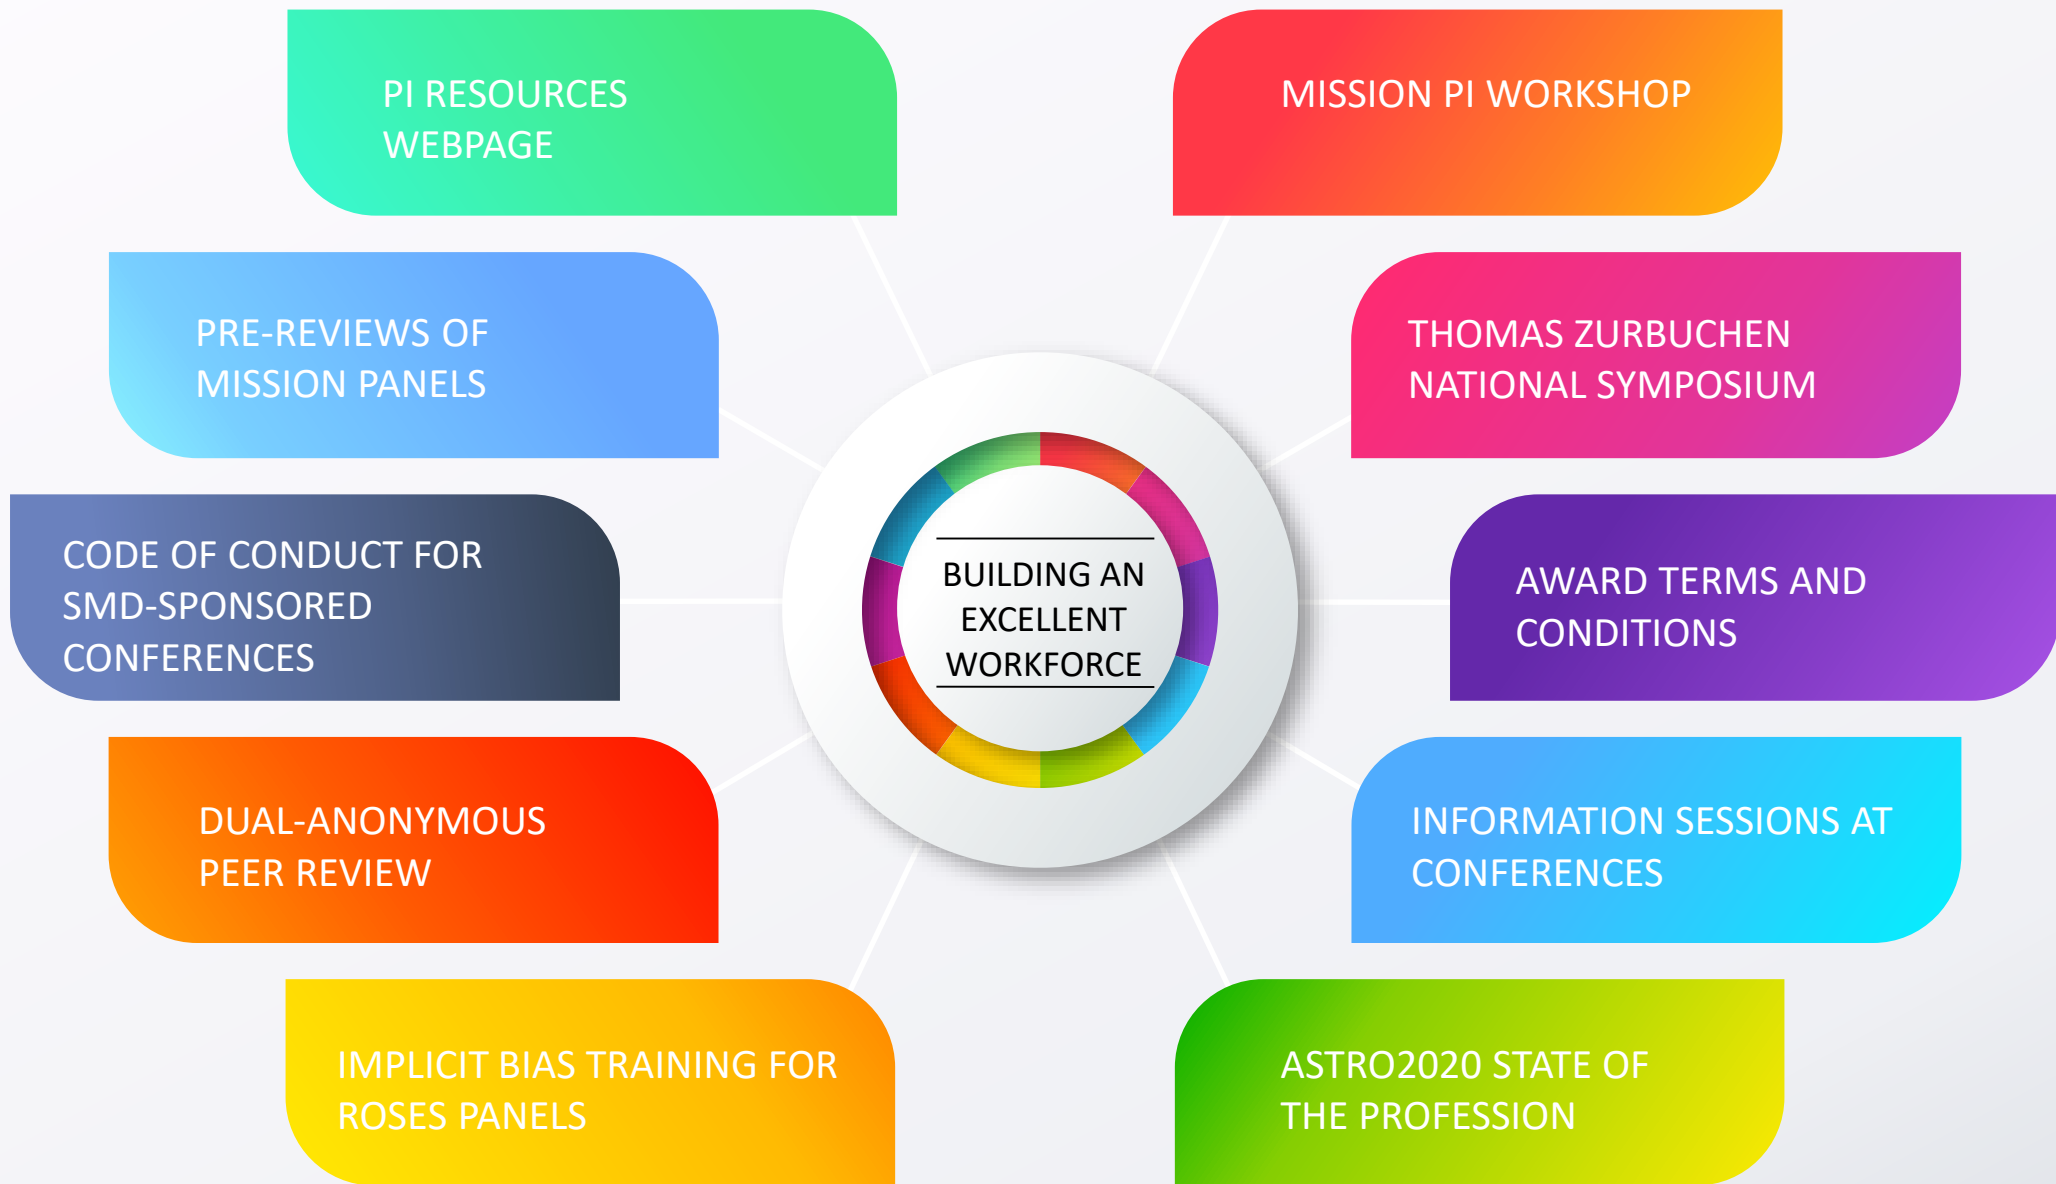 PI RESOURCES
WEBPAGE
MISSION PI WORKSHOP
PRE-REVIEWS OF
MISSION PANELS
THOMAS ZURBUCHEN
NATIONAL SYMPOSIUM
CODE OF CONDUCT FOR
SMD-SPONSORED
CONFERENCES
BUILDING AN
EXCELLENT
WORKFORCE
AWARD TERMS AND
CONDITIONS
DUAL-ANONYMOUS
PEER REVIEW
INFORMATION SESSIONS AT
CONFERENCES
IMPLICIT BIAS TRAINING FOR
ROSES PANELS
ASTRO2020 STATE OF
THE PROFESSION